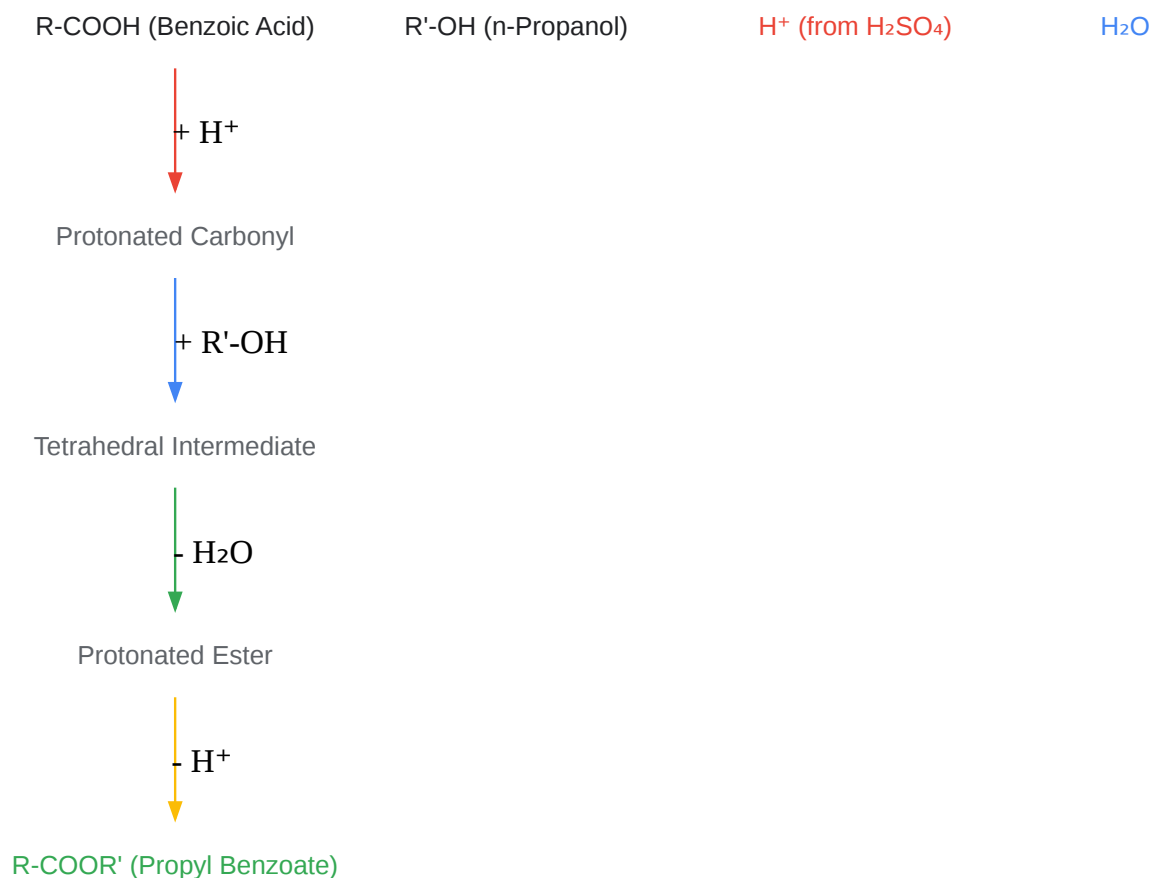 R-COOH (Benzoic Acid) R'-OH (n-Propanol) H⁺ (from H₂SO₄) H₂O
+ H⁺
Protonated Carbonyl
+ R'-OH
Tetrahedral Intermediate
- H₂O
Protonated Ester
- H⁺
R-COOR' (Propyl Benzoate)